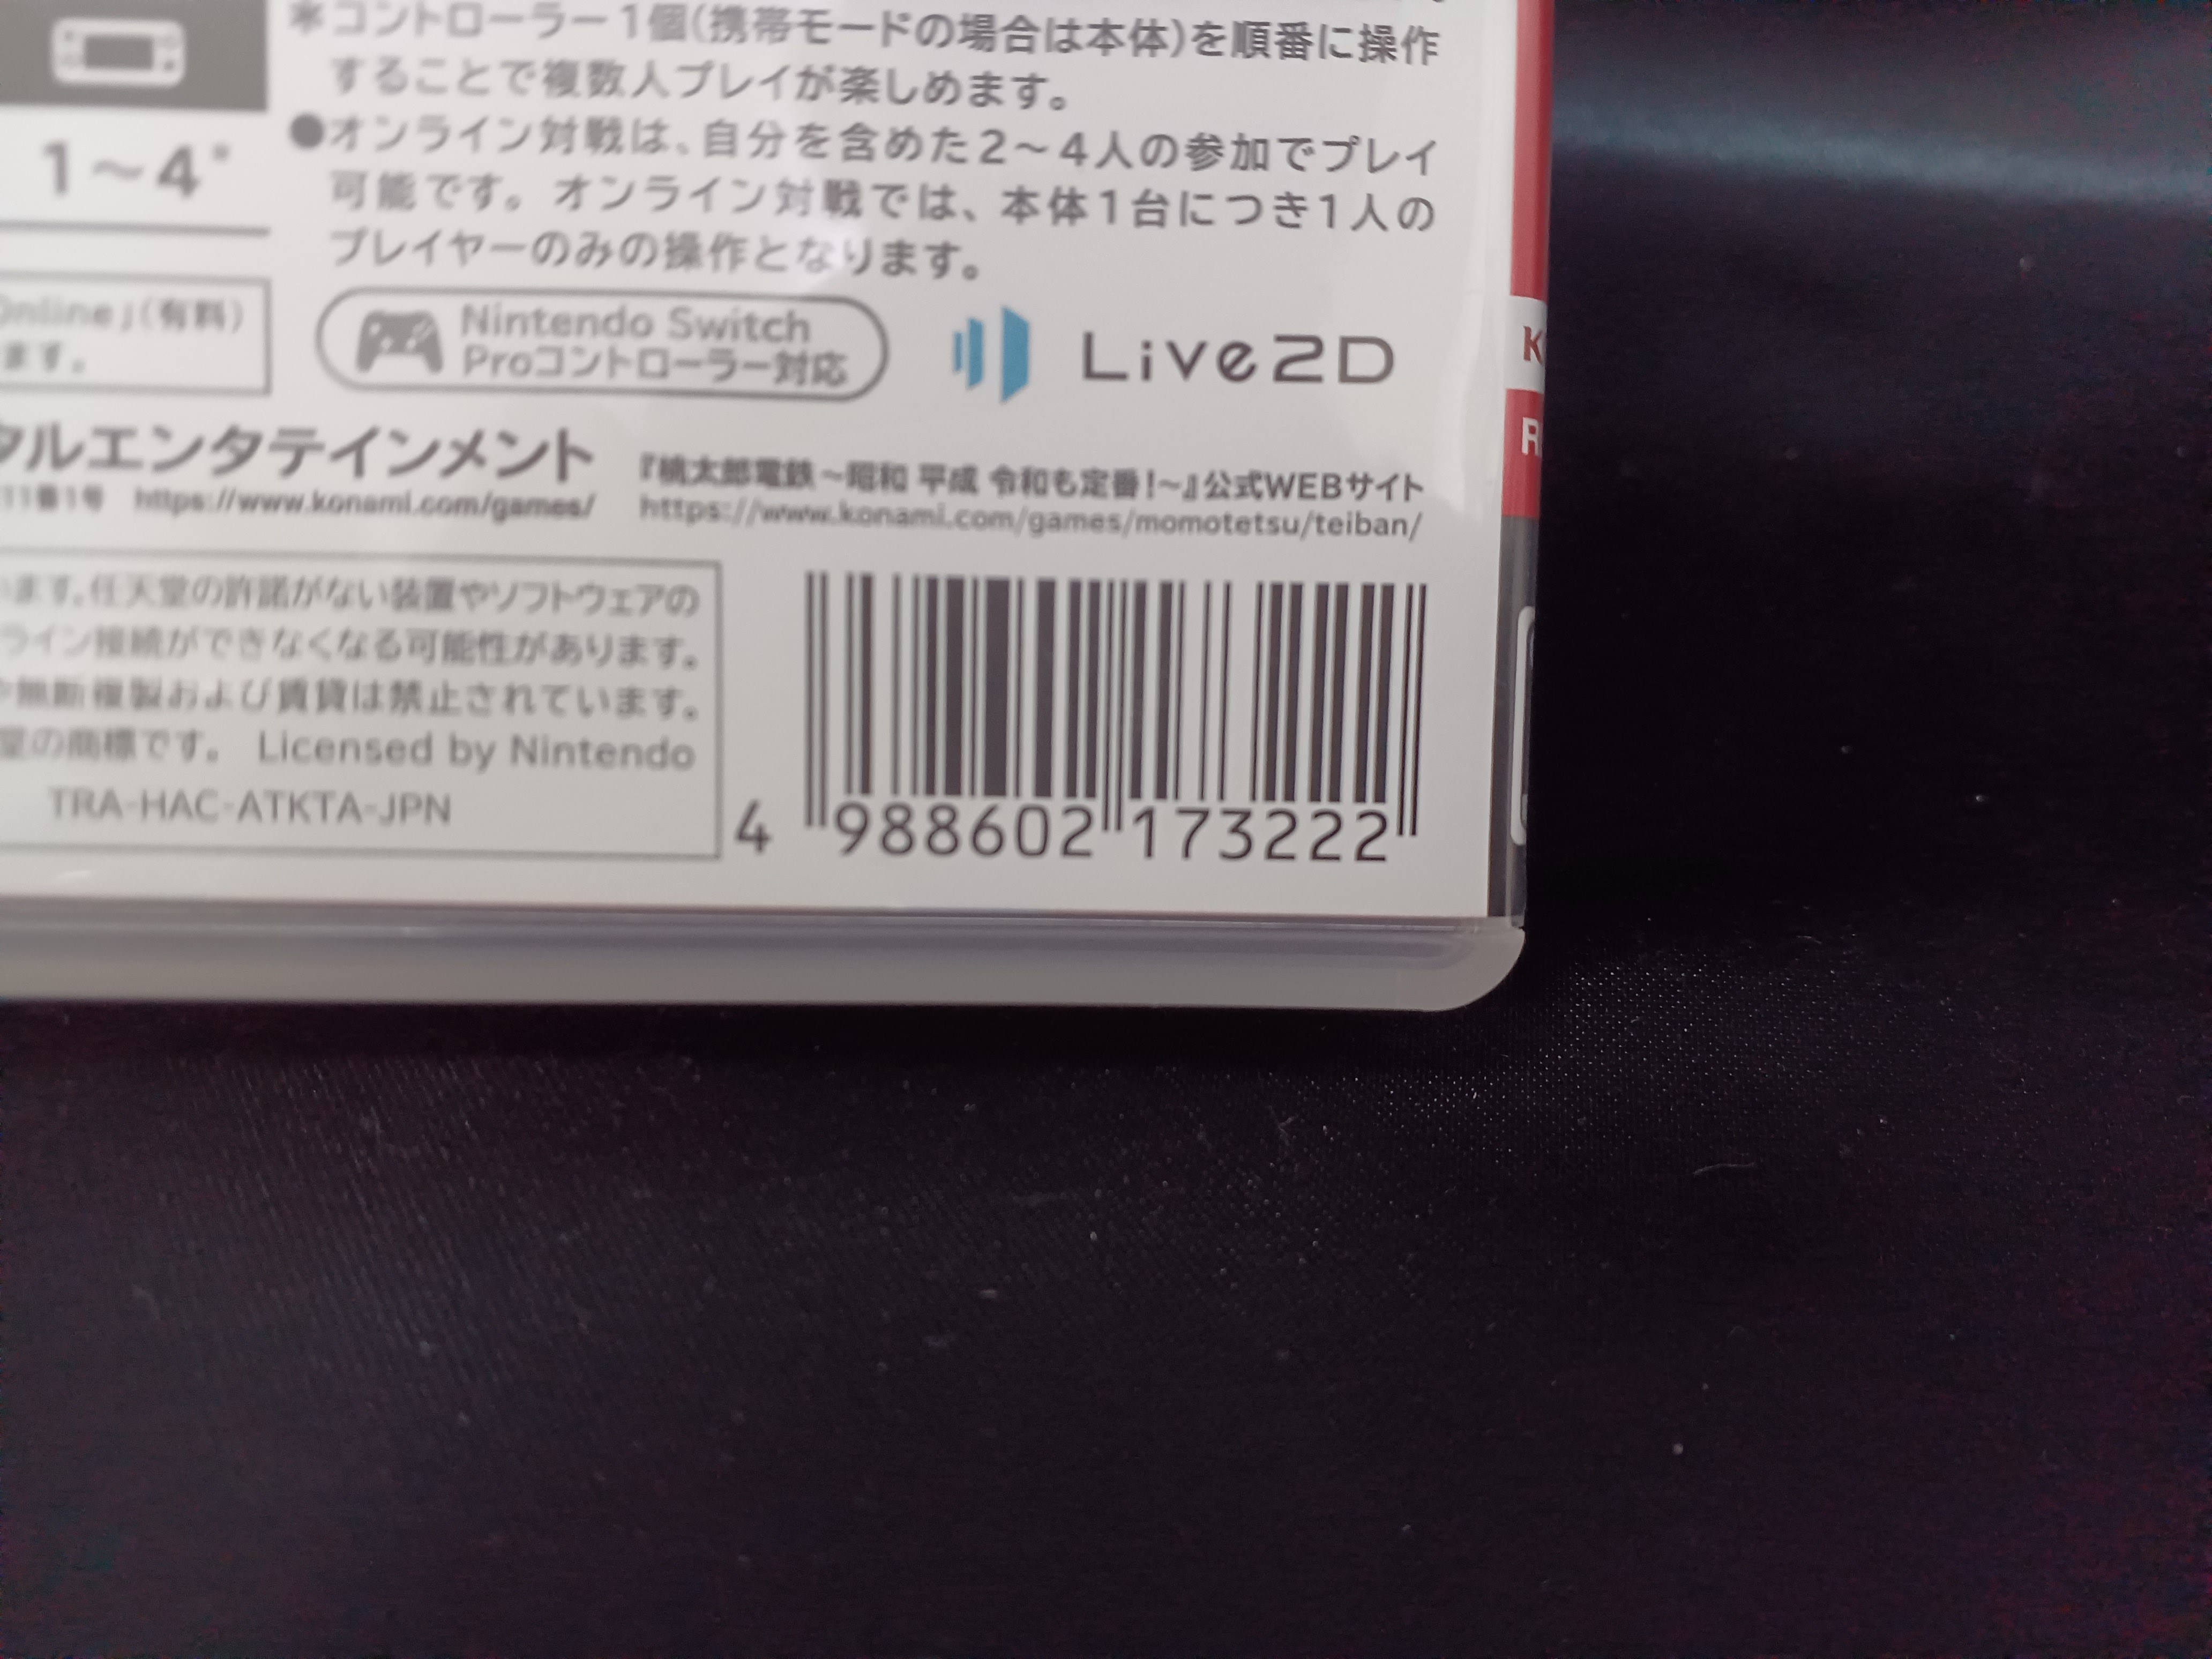 ＊コントローラー1個(携帯モードの場合は本体)を順番に操作
することで複数人プレイが楽しめます。
1～4*
●オンライン対戦は、自分を含めた2～4人の参加でプレイ
可能です。オンライン対戦では、本体1台につき1人の
プレイヤーのみの操作となります。
Online」(有料)
ます。
Nintendo Switch
Proコントローラー対応
Live2D
K
R
タルエンタテインメント
11番1号 https://www.konami.com/games/
『桃太郎電鉄 ～昭和 平成 令和も定番!～』公式WEBサイト
https://www.konami.com/games/momotetsu/teiban/
います。任天堂の許諾がない装置やソフトウェアの
ライン接続ができなくなる可能性があります。
や無断複製および賃貸は禁止されています。
堂の商標です。 Licensed by Nintendo
TRA-HAC-ATKTA-JPN
4 988602 173222